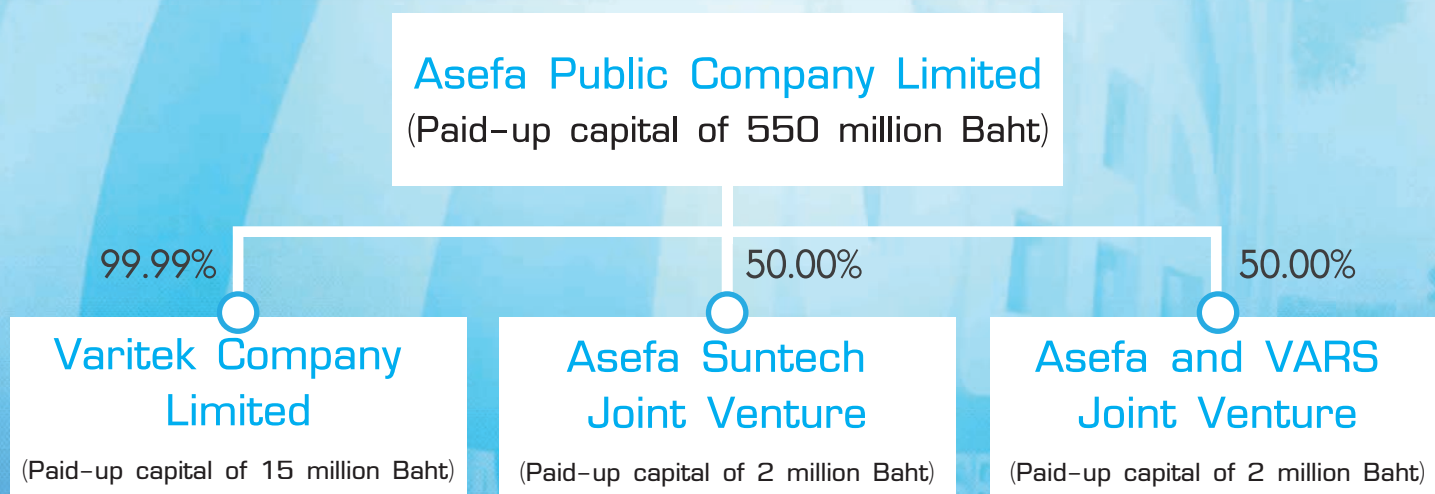 Asefa Public Company Limited
(Paid-up capital of 550 million Baht)
99.99%
50.00%
50.00%
Varitek Company
Limited
(Paid-up capital of 15 million Baht)
Asefa Suntech
Joint Venture
(Paid-up capital of 2 million Baht)
Asefa and VARS
Joint Venture
(Paid-up capital of 2 million Baht)